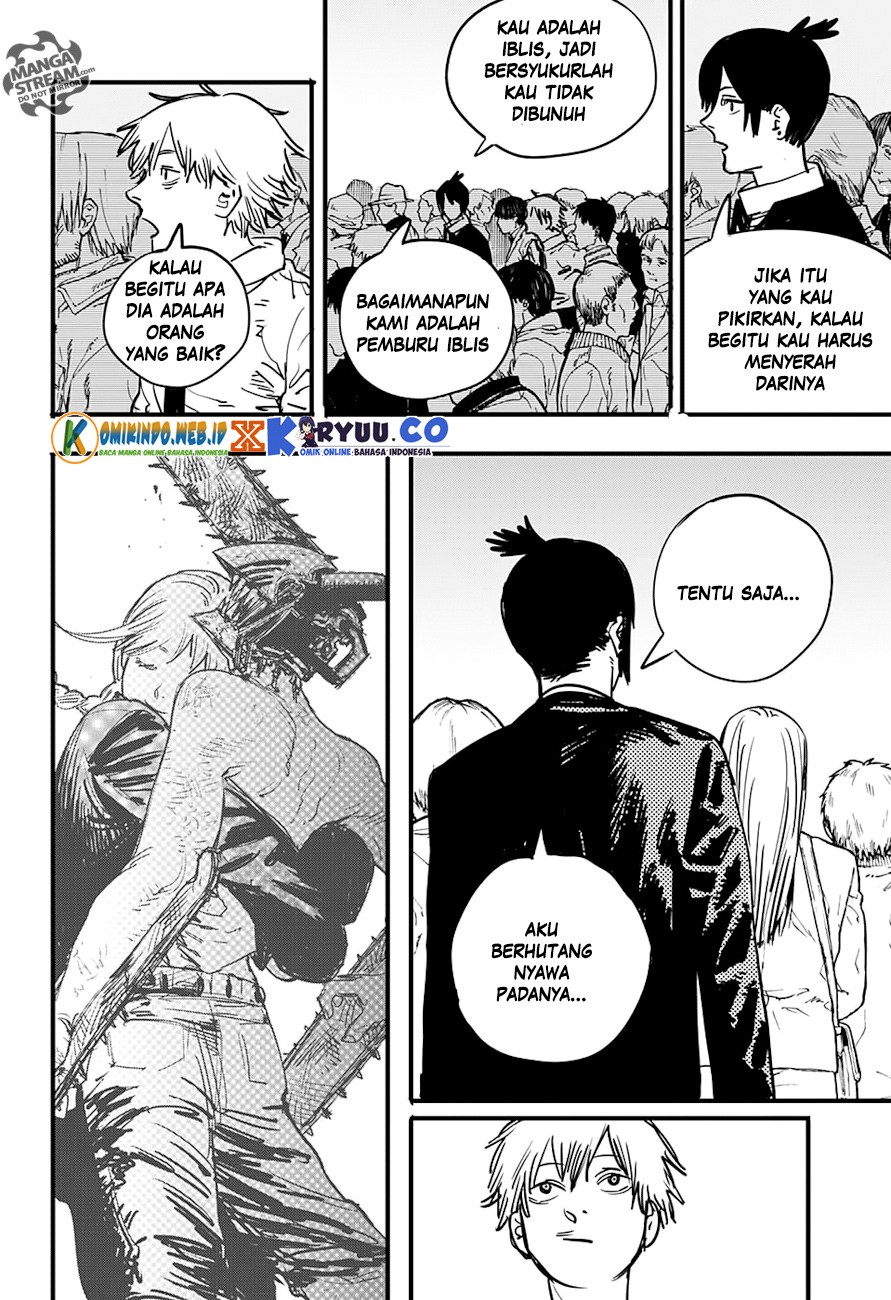 KAU ADALAH
IBLIS, JADI
BERSYUKURLAH
KAU TIDAK
DIBUNUH
JIKA ITU
YANG KAU
PIKIRKAN, KALAU
BEGITU KAU HARUS
MENYERAH
DARINYA
BAGAIMANAPUN
KAMI ADALAH
PEMBURU IBLIS
KALAU
BEGITU APA
DIA ADALAH
ORANG
YANG BAIK?
MANGA
STREAM.COM
DO NOT MIRROR
KOMIKINDO.WEB.ID X KIRYUU.CO
BACA MANGA ONLINE BAHASA INDONESIA KOMIK ONLINE BAHASA INDONESIA
TENTU SAJA...
AKU
BERHUTANG
NYAWA
PADANYA...